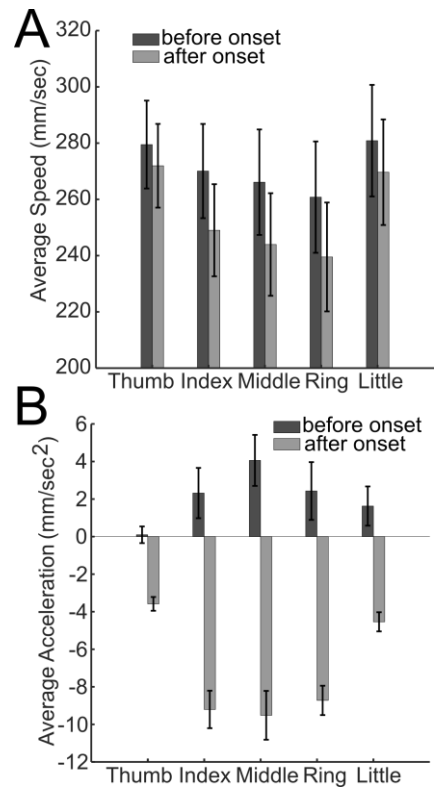 A
before onset
after onset
Average Speed (mm/sec)
320
300
280
260
240
220
200
Thumb Index Middle Ring Little
B
before onset
after onset
Average Acceleration (mm/sec2)
6
4
2
0
-2
-4
-6
-8
-10
-12
Thumb Index Middle Ring Little